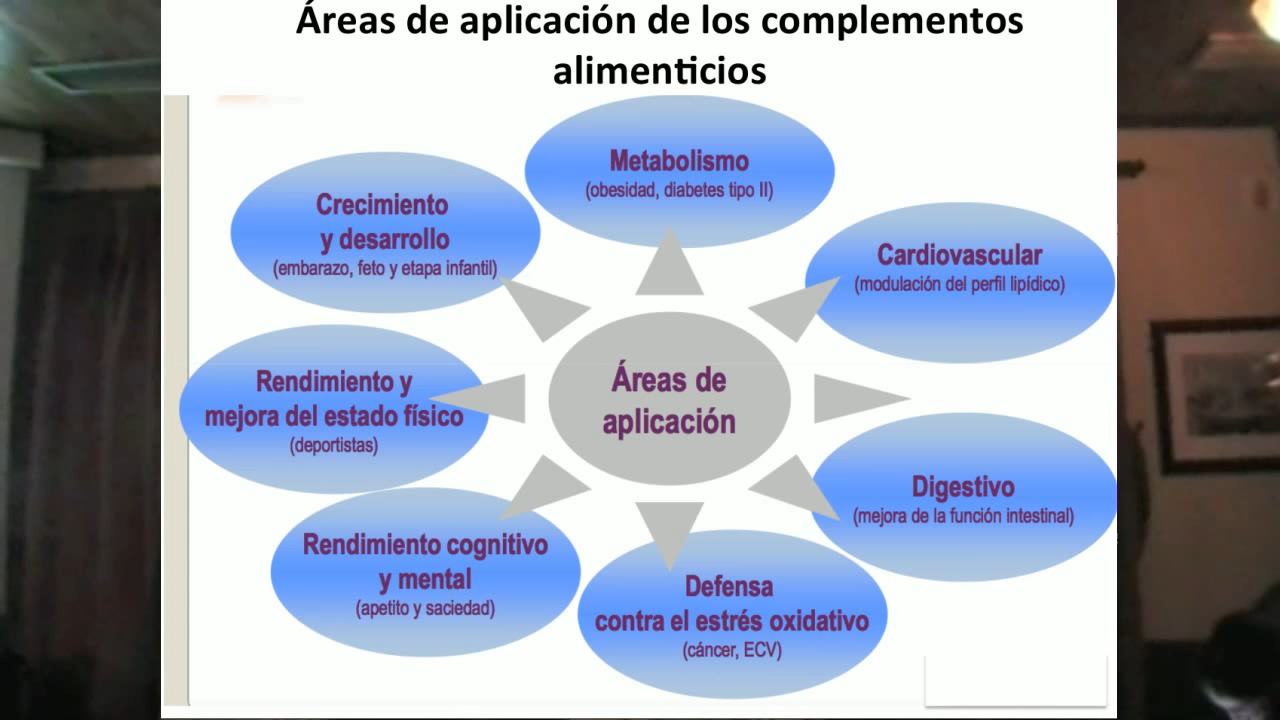 Áreas de aplicación de los complementos
alimenticios
Metabolismo
(obesidad, diabetes tipo II)
Crecimiento
y desarrollo
(embarazo, feto y etapa infantil)
Cardiovascular
(modulación del perfil lipídico)
Rendimiento y
mejora del estado físico
(deportistas)
Áreas de
aplicación
Digestivo
(mejora de la función intestinal)
Rendimiento cognitivo
y mental
(apetito y saciedad)
Defensa
contra el estrés oxidativo
(cáncer, ECV)